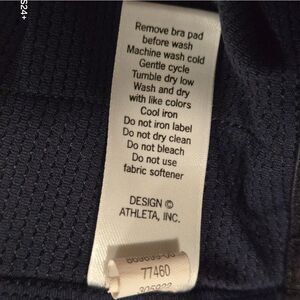 S24+
Remove bra pad
before wash
Machine wash cold
Gentle cycle
Tumble dry low
Wash and dry
with like colors
Cool iron
Do not iron label
Do not dry clean
Do not bleach
Do not use
fabric softener
DESIGN ©
ATHLETA, INC.
77460
305922